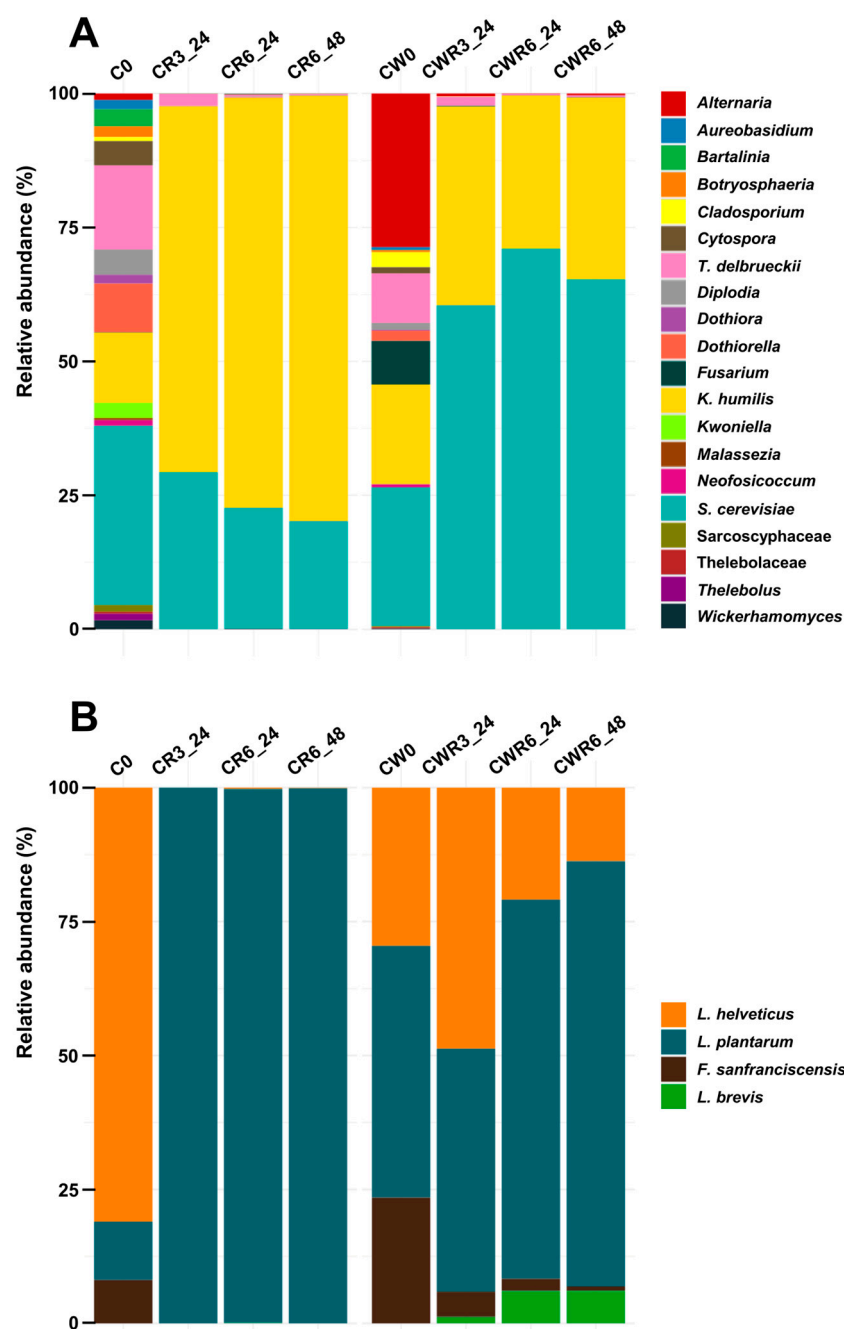 A
C0
CR3_24
CR6_24
CR6_48
CW0
CWR3_24
CWR6_24
CWR6_48
Relative abundance (%)
100
75
50
25
0
Alternaria
Aureobasidium
Bartalinia
Botryosphaeria
Cladosporium
Cytospora
T. delbrueckii
Diplodia
Dothiora
Dothiorella
Fusarium
K. humilis
Kwoniella
Malassezia
Neofosicoccum
S. cerevisiae
Sarcoscyphaceae
Thelebolaceae
Thelebolus
Wickerhamomyces
B
C0
CR3_24
CR6_24
CR6_48
CW0
CWR3_24
CWR6_24
CWR6_48
Relative abundance (%)
100
75
50
25
0
L. helveticus
L. plantarum
F. sanfranciscensis
L. brevis